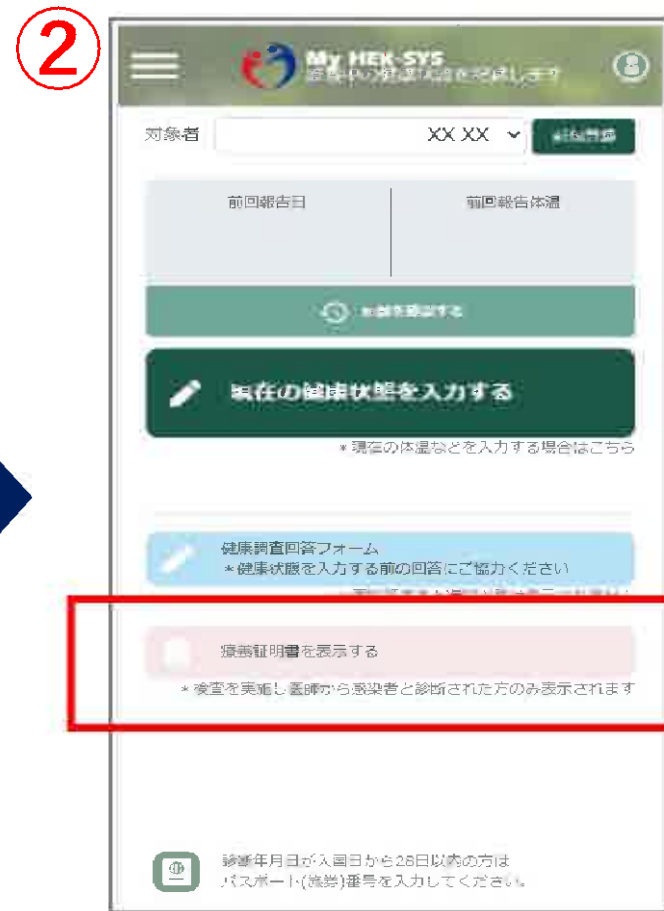 ②
My HER-SYS
対象者 XX XX
前回報告日 前回報告体温
現在の健康状態を入力する
*現在の体温などを入力する場合はこちら
健康調査回答フォーム
*健康状態を入力する前の回答にご協力ください
療養証明書を表示する
*検査を実施し医師から感染者と診断された方のみ表示されます
診断年月日が入国日から28日以内の方は
パスポート(旅券)番号を入力してください。